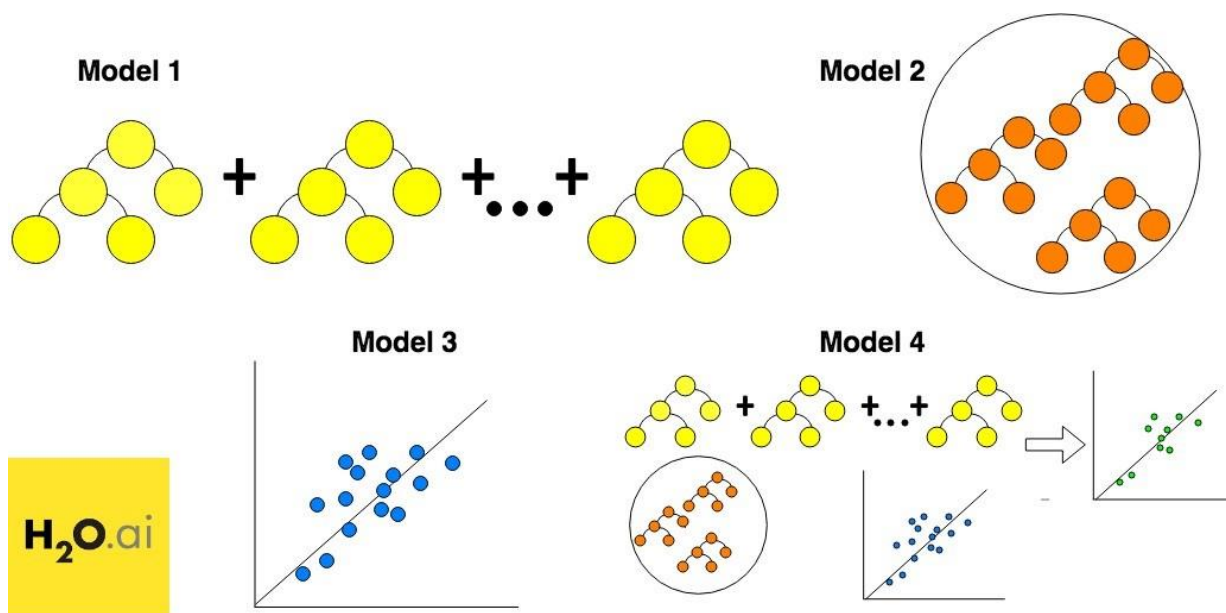 Model 1
Model 2
+ + +
Model 3
Model 4
+ + +
H₂O.ai